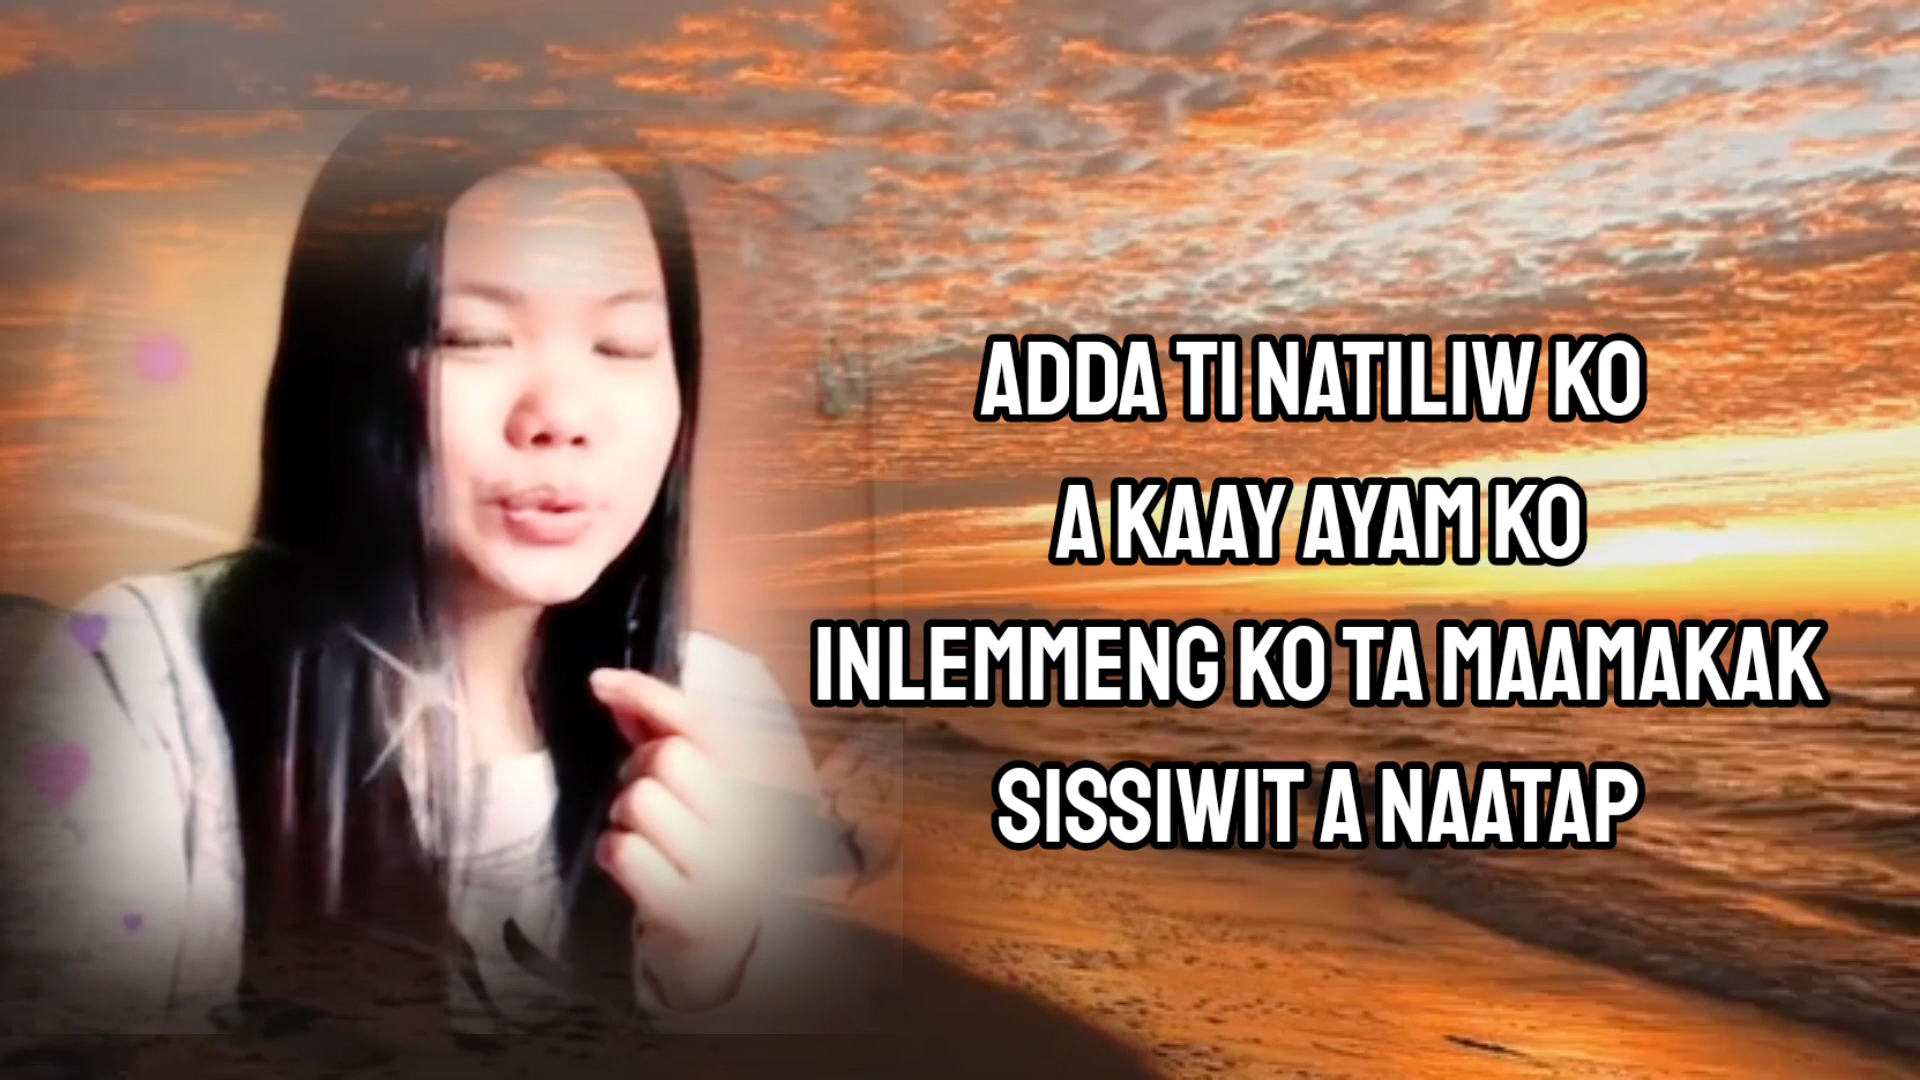 ADDA TI NATILIW KO
A KAAY AYAM KO
INLEMMENG KO TA MAAMAKAK
SISSIWIT A NAATAP